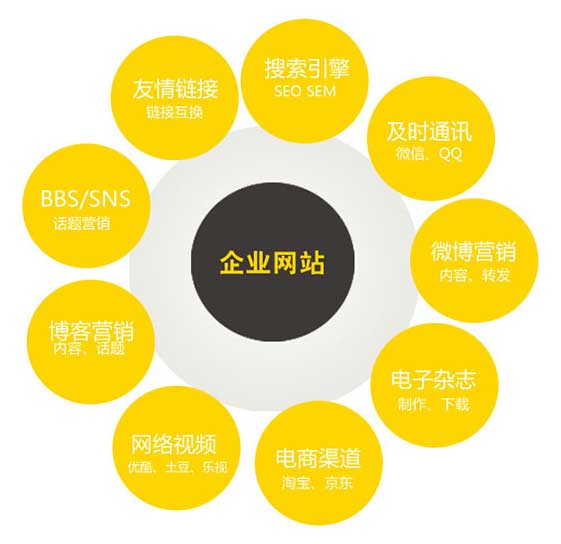 搜索引擎
SEO SEM
及时通讯
微信、QQ
微博营销
内容、转发
电子杂志
制作、下载
电商渠道
淘宝、京东
网络视频
优酷、土豆、乐视
博客营销
内容、话题
BBS/SNS
话题营销
友情链接
链接互换
企业网站